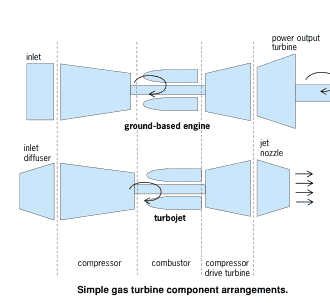 power output
turbine
inlet
ground-based engine
inlet
diffuser
jet
nozzle
turbojet
compressor
combustor
compressor
drive turbine
Simple gas turbine component arrangements.